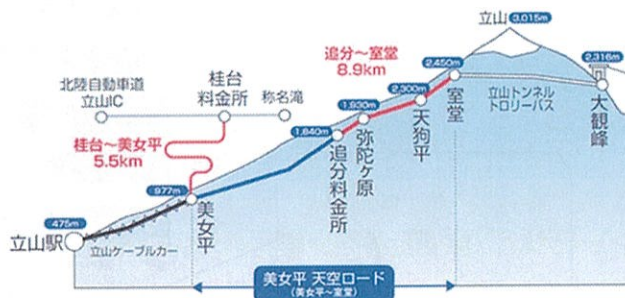 立山
3,015m
追分～室堂
8.9km
2,450m
2,316m
北陸自動車道
立山IC
桂台
料金所
称名滝
2,300m
室堂
立山トンネル
トロリーバス
大観峰
1,930m
天狗平
桂台～美女平
5.5km
1,840m
弥陀ヶ原
追分料金所
977m
美女平
475m
立山駅
立山ケーブルカー
美女平 天空ロード
(美女平～室堂)